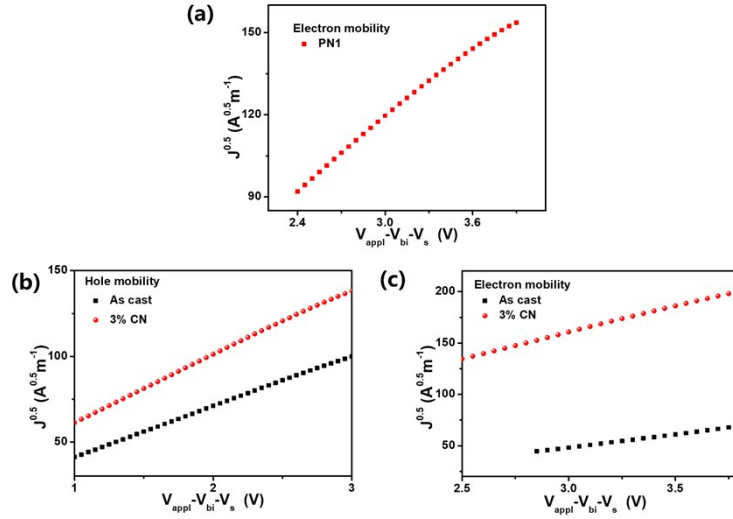 (a)
Electron mobility
PN1
J^0.5 (A^0.5m^-1)
150
120
90
2.4 3.0 3.6
V_appl-V_bi-V_s (V)
(b)
Hole mobility
As cast
3% CN
J^0.5 (A^0.5m^-1)
150
100
50
1 2 3
V_appl-V_bi-V_s (V)
(c)
Electron mobility
As cast
3% CN
J^0.5 (A^0.5m^-1)
200
150
100
50
2.5 3.0 3.5
V_appl-V_bi-V_s (V)